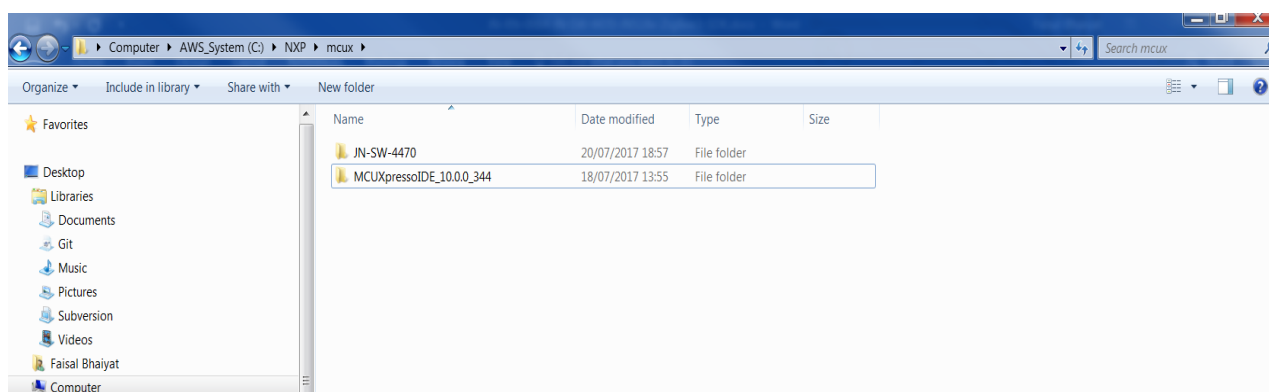 Computer AWS_System (C:) NXP mcux Search mcux
Organize Include in library Share with New folder
Favorites
Name Date modified Type Size
JN-SW-4470 20/07/2017 18:57 File folder
Desktop
MCUXpressoIDE_10.0.0_344 18/07/2017 13:55 File folder
Libraries
Documents
Git
Music
Pictures
Subversion
Videos
Faisal Bhaiyat
Computer